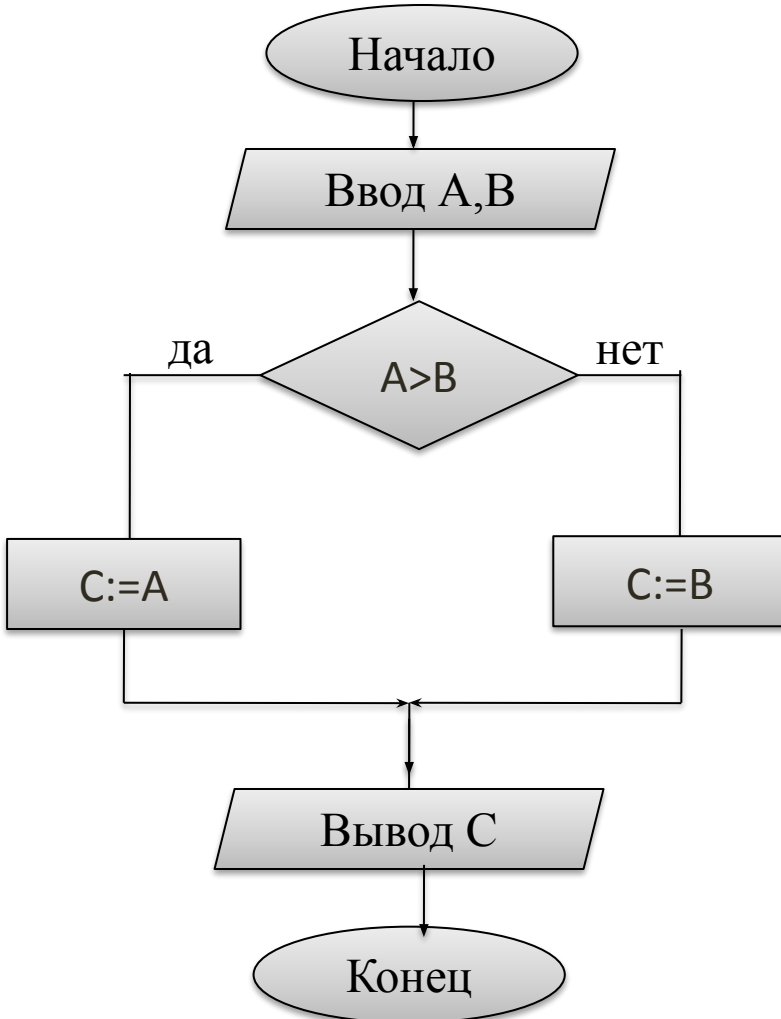 Начало
Ввод А,В
да
A>B
нет
C:=A
C:=B
Вывод С
Конец